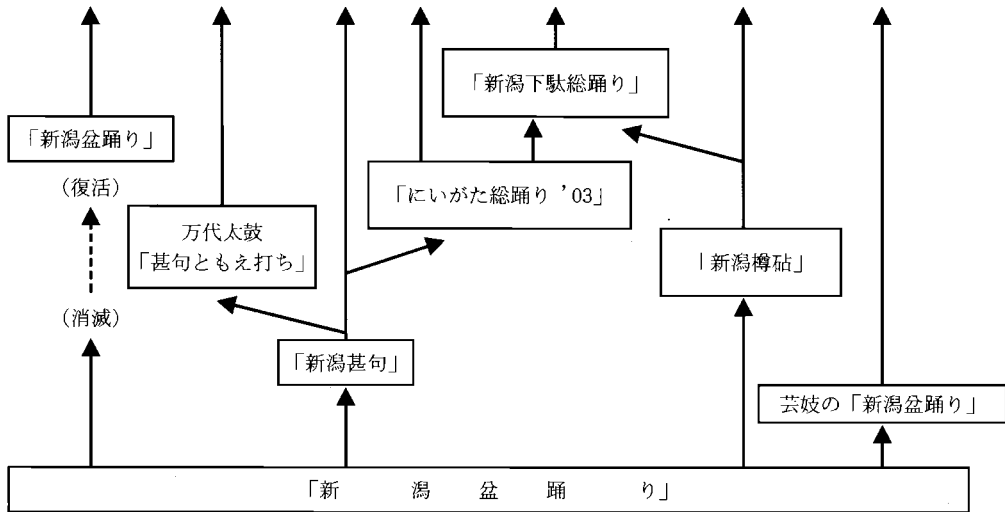 「新潟下駄総踊り」
「新潟盆踊り」
(復活)
「にいがた総踊り ’03」
万代太鼓
「甚句ともえ打ち」
「新潟樽砧」
(消滅)
「新潟甚句」
芸妓の「新潟盆踊り」
「新潟盆踊り」